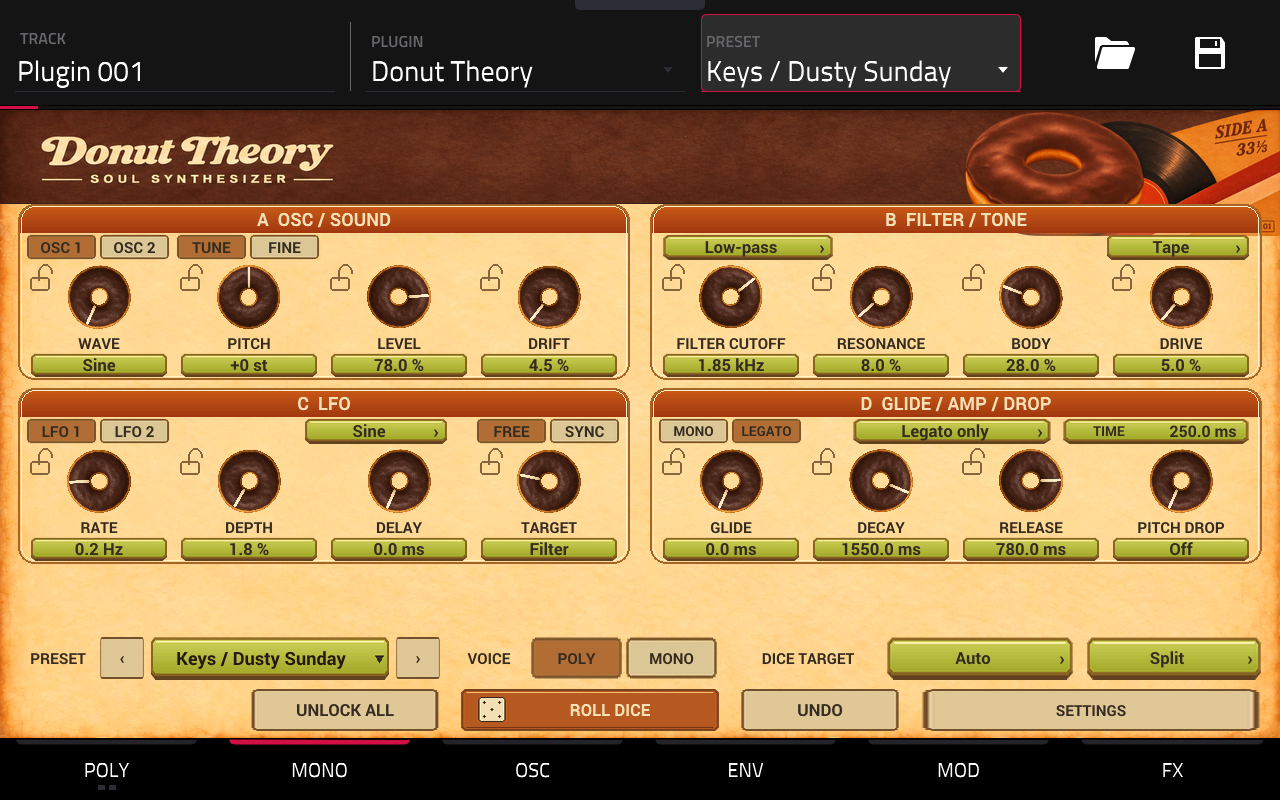 TRACK
Plugin 001
PLUGIN
Donut Theory
PRESET
Keys / Dusty Sunday
Donut Theory
SOUL SYNTHESIZER
SIDE A
33⅓
01
A OSC / SOUND
OSC 1 OSC 2 TUNE FINE
WAVE PITCH LEVEL DRIFT
Sine +0 st 78.0 % 4.5 %
B FILTER / TONE
Low-pass › Tape ›
FILTER CUTOFF RESONANCE BODY DRIVE
1.85 kHz 8.0 % 28.0 % 5.0 %
C LFO
LFO 1 LFO 2 Sine › FREE SYNC
RATE DEPTH DELAY TARGET
0.2 Hz 1.8 % 0.0 ms Filter
D GLIDE / AMP / DROP
MONO LEGATO Legato only › TIME 250.0 ms
GLIDE DECAY RELEASE PITCH DROP
0.0 ms 1550.0 ms 780.0 ms Off
PRESET ‹ Keys / Dusty Sunday › VOICE POLY MONO DICE TARGET Auto › Split ›
UNLOCK ALL ROLL DICE UNDO SETTINGS
POLY MONO OSC ENV MOD FX